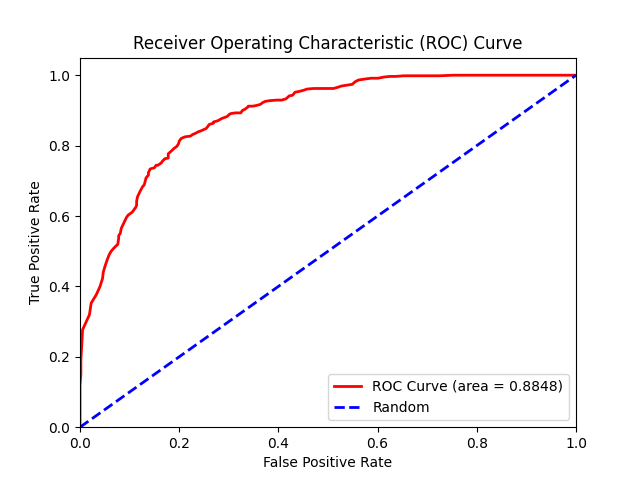 Receiver Operating Characteristic (ROC) Curve
True Positive Rate
1.0
0.8
0.6
0.4
0.2
0.0
0.0 0.2 0.4 0.6 0.8 1.0
False Positive Rate
ROC Curve (area = 0.8848)
Random